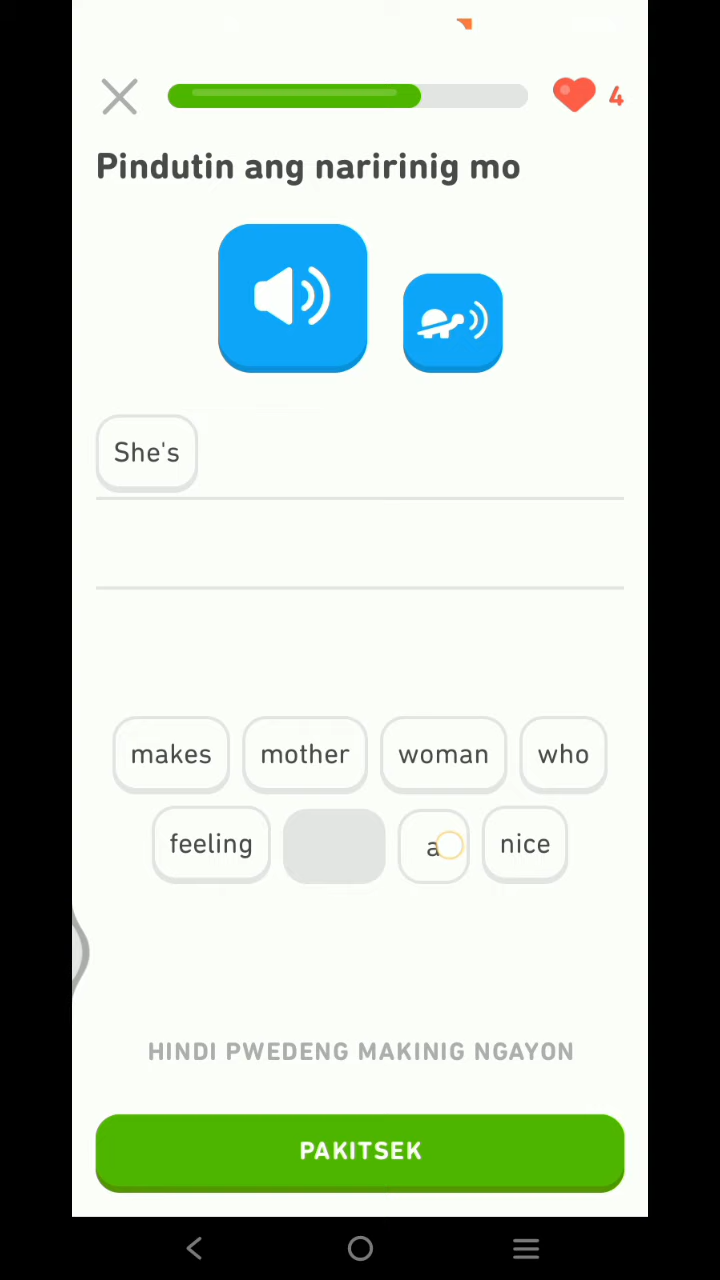 4
Pindutin ang naririnig mo
She's
makes mother woman who
feeling a nice
HINDI PWEDENG MAKINIG NGAYON
PAKITSEK